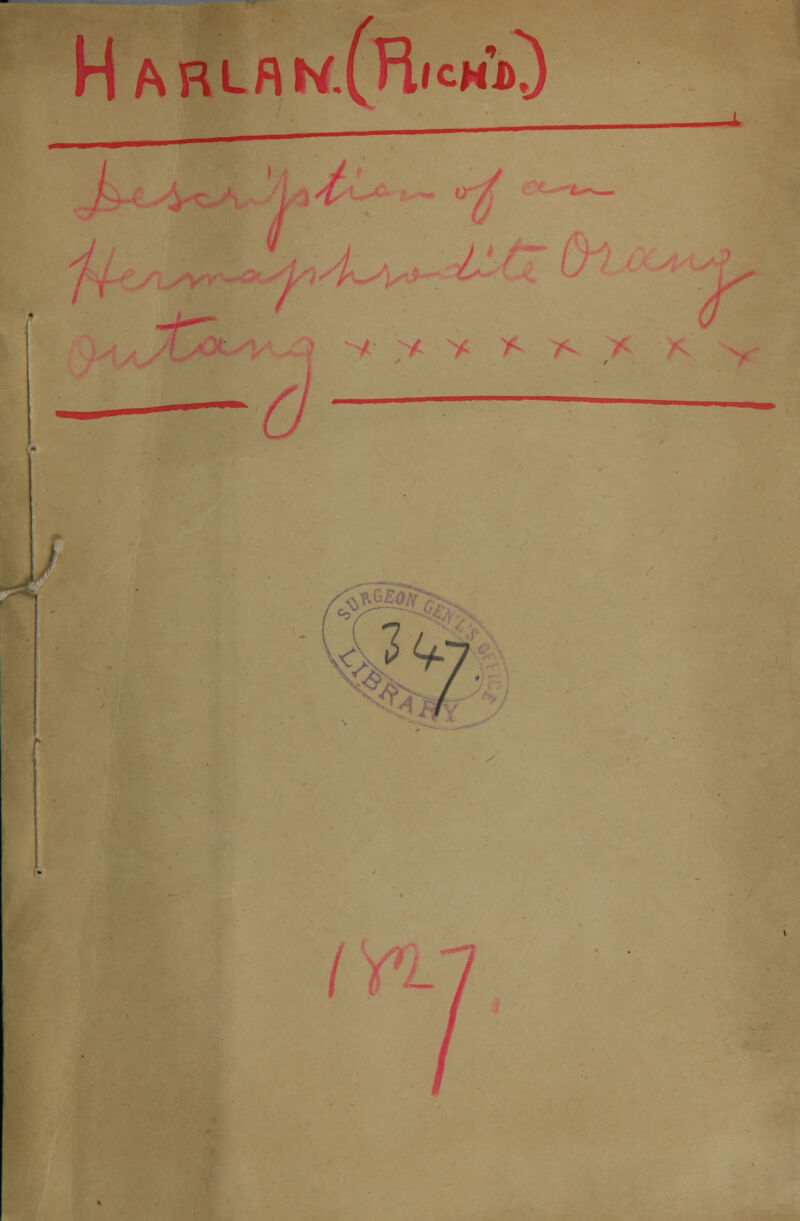 HARLAN. (RICH'D.)
Description of an
Hermaphrodite Orang
Outang x x x x x x x x
SURGEON GEN'L'S OFFICE
347.
LIBRARY
1827.